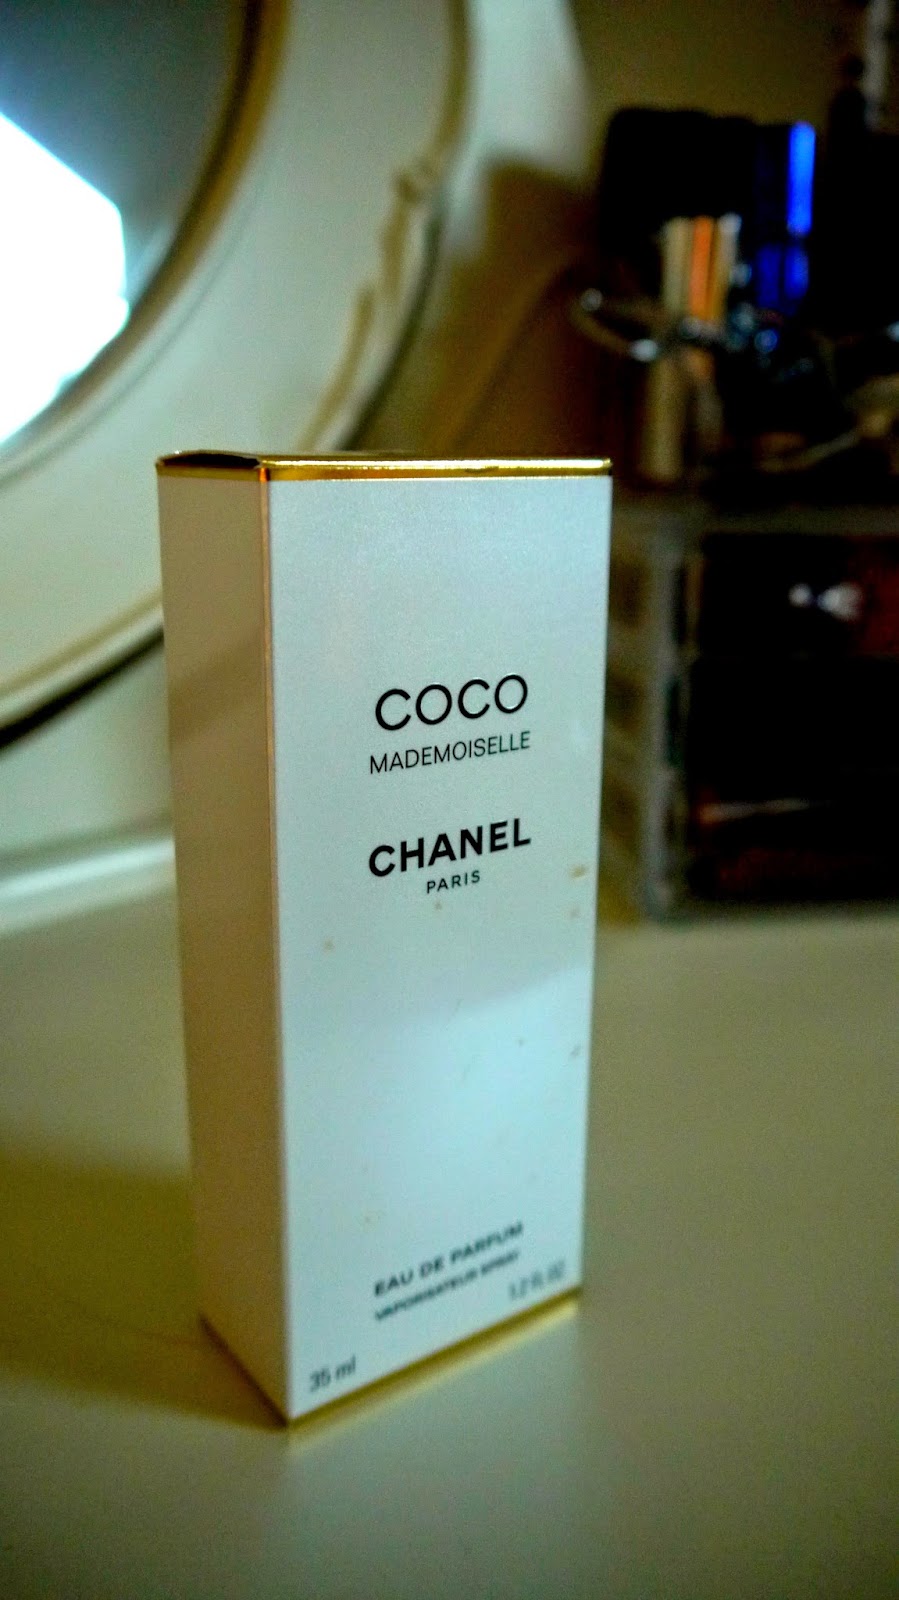 COCO
MADEMOISELLE
CHANEL
PARIS
EAU DE PARFUM
VAPORISATEUR SPRAY
35 ml 1.2 fl. oz